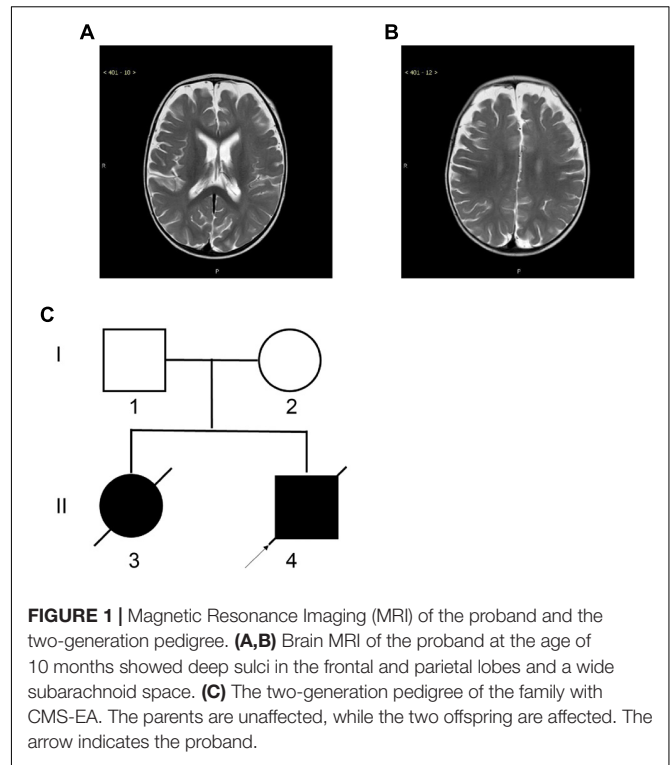 A
B
< 401 - 10 >
< 401 - 12 >
R
R
P
P
C
I
1
2
II
3
4
FIGURE 1 | Magnetic Resonance Imaging (MRI) of the proband and the
two-generation pedigree. (A,B) Brain MRI of the proband at the age of
10 months showed deep sulci in the frontal and parietal lobes and a wide
subarachnoid space. (C) The two-generation pedigree of the family with
CMS-EA. The parents are unaffected, while the two offspring are affected. The
arrow indicates the proband.